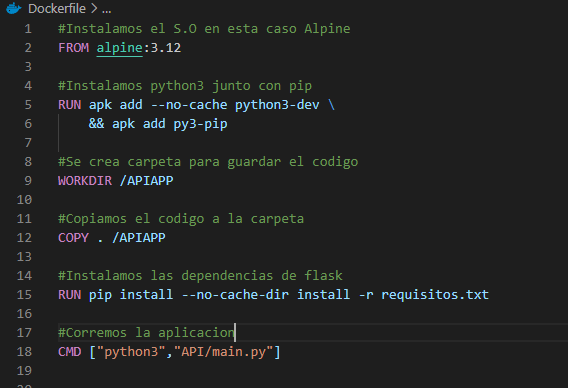 Dockerfile > ...
1 #Instalamos el S.O en esta caso Alpine
2 FROM alpine:3.12
3
4 #Instalamos python3 junto con pip
5 RUN apk add --no-cache python3-dev \
6     && apk add py3-pip
7
8 #Se crea carpeta para guardar el codigo
9 WORKDIR /APIAPP
10
11 #Copiamos el codigo a la carpeta
12 COPY . /APIAPP
13
14 #Instalamos las dependencias de flask
15 RUN pip install --no-cache-dir install -r requisitos.txt
16
17 #Corremos la aplicacion
18 CMD ["python3","API/main.py"]
19
20